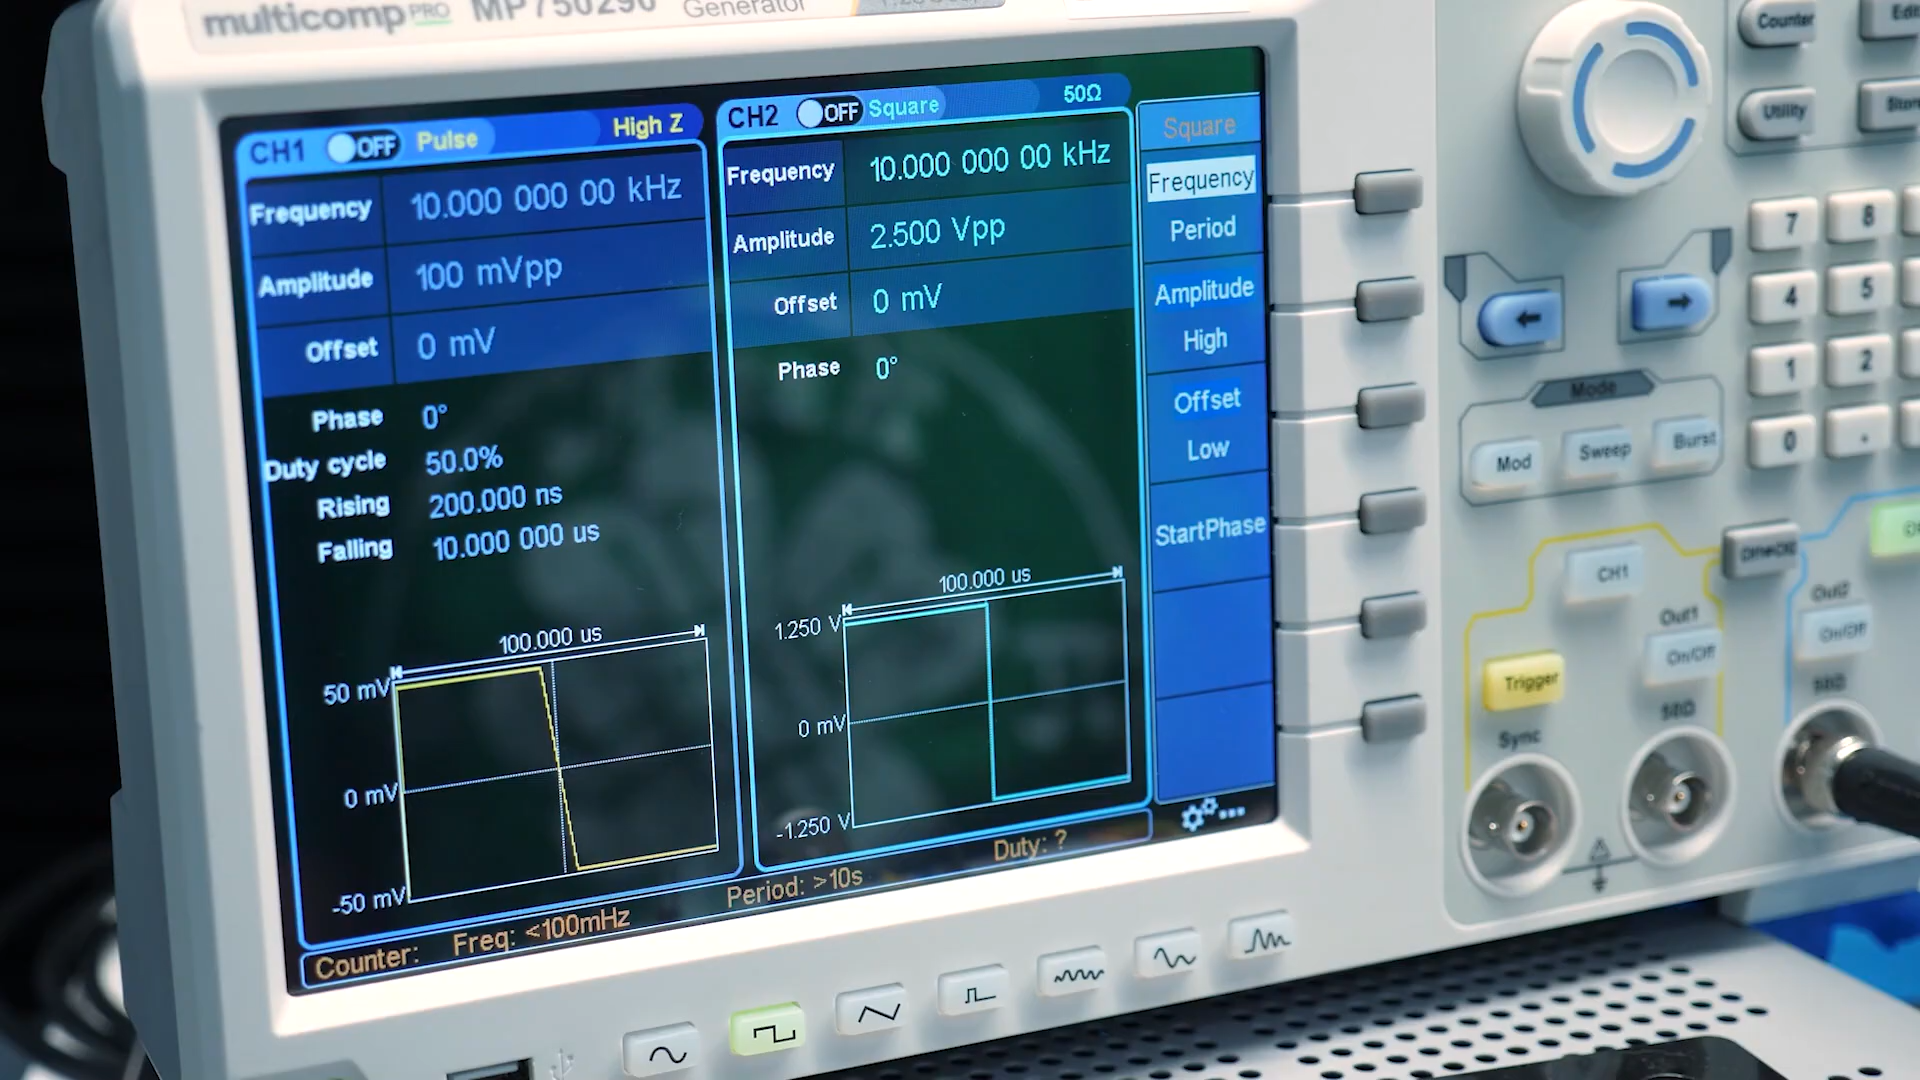 multicomp PRO MP750290 Generator
CH1 OFF Pulse High Z
Frequency 10.000 000 00 kHz
Amplitude 100 mVpp
Offset 0 mV
Phase 0°
Duty cycle 50.0%
Rising 200.000 ns
Falling 10.000 000 us
100.000 us
50 mV
0 mV
-50 mV
CH2 OFF Square 50Ω
Frequency 10.000 000 00 kHz
Amplitude 2.500 Vpp
Offset 0 mV
Phase 0°
100.000 us
1.250 V
0 mV
-1.250 V
Square
Frequency
Period
Amplitude
High
Offset
Low
StartPhase
Counter: Freq: <100mHz Period: >10s Duty: ?
Counter
Utility
7 8
4 5
1 2
0 .
Mode
Mod Sweep Burst
CH1
Out1
On/Off
50Ω
Out2
On/Off
50Ω
Trigger
Sync